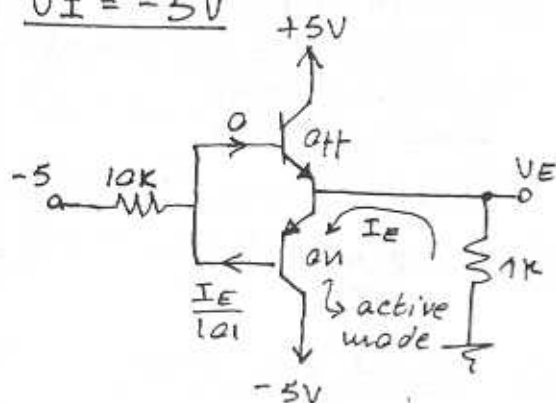 VI = -5V
+5V
0
off
-5
10K
VE
IE
on
IE
101
1K
active
mode
-5V